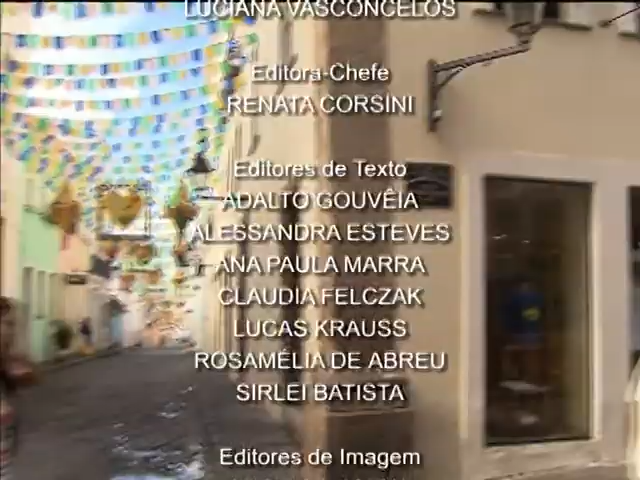 LUCIANA VASCONCELOS
Editora-Chefe
RENATA CORSINI
Editores de Texto
ADALTO GOUVÊIA
ALESSANDRA ESTEVES
ANA PAULA MARRA
CLAUDIA FELCZAK
LUCAS KRAUSS
ROSAMÉLIA DE ABREU
SIRLEI BATISTA
Editores de Imagem